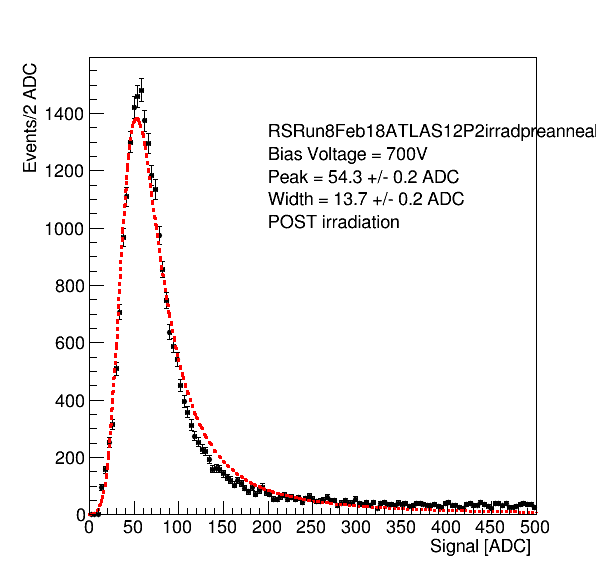 Events/2 ADC
1400
1200
1000
800
600
400
200
0
RSRun8Feb18ATLAS12P2irradpreanneal
Bias Voltage = 700V
Peak = 54.3 +/- 0.2 ADC
Width = 13.7 +/- 0.2 ADC
POST irradiation
0 50 100 150 200 250 300 350 400 450 500
Signal [ADC]